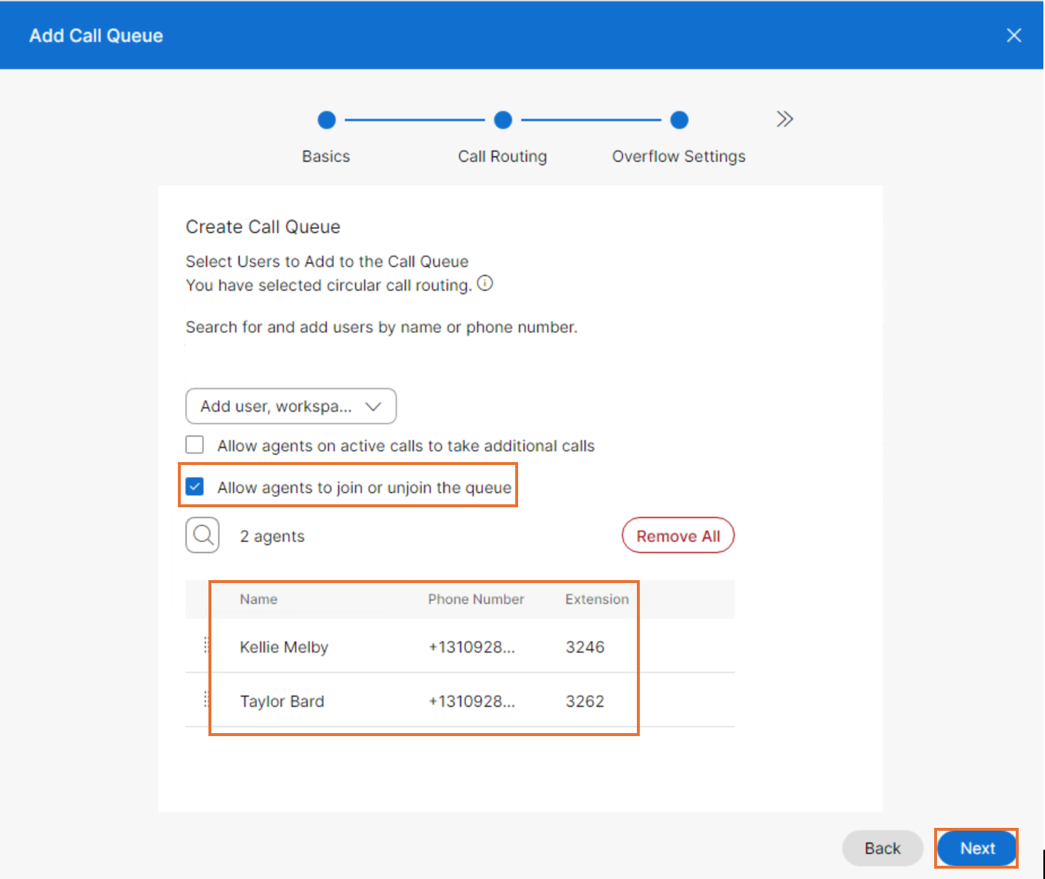 Add Call Queue
Basics Call Routing Overflow Settings
Create Call Queue
Select Users to Add to the Call Queue
You have selected circular call routing.
Search for and add users by name or phone number.
Add user, workspa...
Allow agents on active calls to take additional calls
Allow agents to join or unjoin the queue
2 agents Remove All
Name Phone Number Extension
Kellie Melby +1310928... 3246
Taylor Bard +1310928... 3262
Back Next